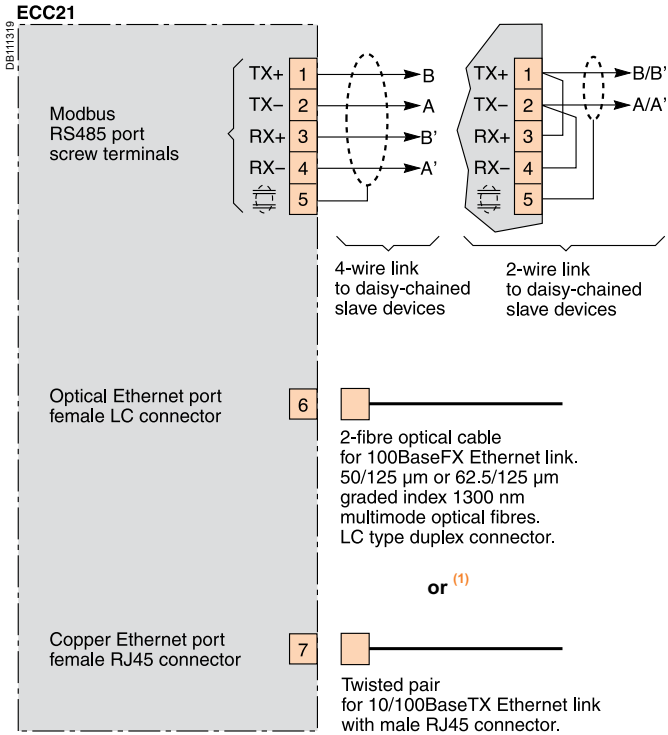 ECC21
DB111319
Modbus
RS485 port
screw terminals
TX+ 1 B
TX– 2 A
RX+ 3 B'
RX– 4 A'
5
TX+ 1 B/B'
TX– 2 A/A'
RX+ 3
RX– 4
5
4-wire link
to daisy-chained
slave devices
2-wire link
to daisy-chained
slave devices
Optical Ethernet port
female LC connector
6
2-fibre optical cable
for 100BaseFX Ethernet link.
50/125 µm or 62.5/125 µm
graded index 1300 nm
multimode optical fibres.
LC type duplex connector.
or (1)
Copper Ethernet port
female RJ45 connector
7
Twisted pair
for 10/100BaseTX Ethernet link
with male RJ45 connector.